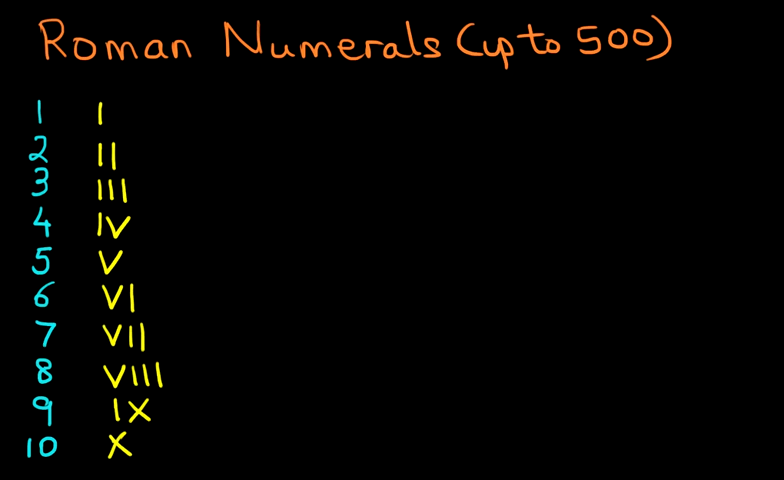 Roman Numerals (up to 500)
1 I
2 II
3 III
4 IV
5 V
6 VI
7 VII
8 VIII
9 IX
10 X